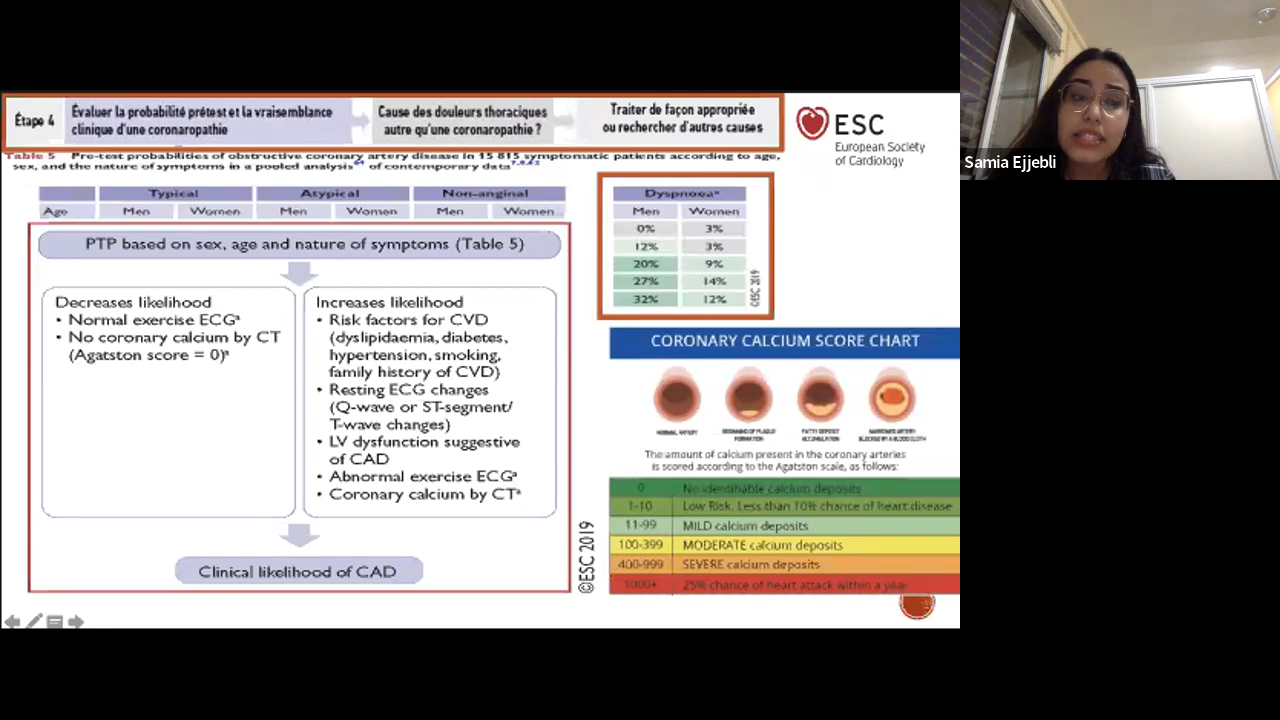 Étape 4
Évaluer la probabilité prétest et la vraisemblance
clinique d'une coronaropathie
Cause des douleurs thoraciques
autre qu'une coronaropathie ?
Traiter de façon appropriée
ou rechercher d'autres causes
ESC
European Society
of Cardiology
Samia Ejjebli
Table 5 Pre-test probabilities of obstructive coronary artery disease in 15 815 symptomatic patients according to age,
sex, and the nature of symptoms in a pooled analysis of contemporary data
Typical Atypical Non-anginal
Age Men Women Men Women Men Women
PTP based on sex, age and nature of symptoms (Table 5)
Decreases likelihood
• Normal exercise ECGª
• No coronary calcium by CT
(Agatston score = 0)ª
Increases likelihood
• Risk factors for CVD
(dyslipidaemia, diabetes,
hypertension, smoking,
family history of CVD)
• Resting ECG changes
(Q-wave or ST-segment/
T-wave changes)
• LV dysfunction suggestive
of CAD
• Abnormal exercise ECGª
• Coronary calcium by CTª
Clinical likelihood of CAD
©ESC 2019
Dyspnoeaª
Men Women
0% 3%
12% 3%
20% 9%
27% 14%
32% 12%
©ESC 2019
CORONARY CALCIUM SCORE CHART
NORMAL ARTERY
BEGINNING OF PLAQUE
FORMATION
FATTY DEPOSIT
ACCUMULATION
NARROWED ARTERY
BLOCKED BY A BLOOD CLOTH
The amount of calcium present in the coronary arteries
is scored according to the Agatston scale, as follows:
0 No identifiable calcium deposits
1-10 Low Risk. Less than 10% chance of heart disease
11-99 MILD calcium deposits
100-399 MODERATE calcium deposits
400-999 SEVERE calcium deposits
1000+ 25% chance of heart attack within a year